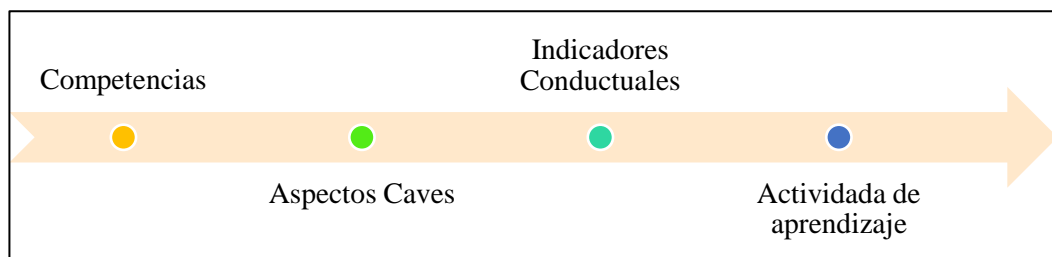 Competencias
Aspectos Caves
Indicadores
Conductuales
Actividada de
aprendizaje